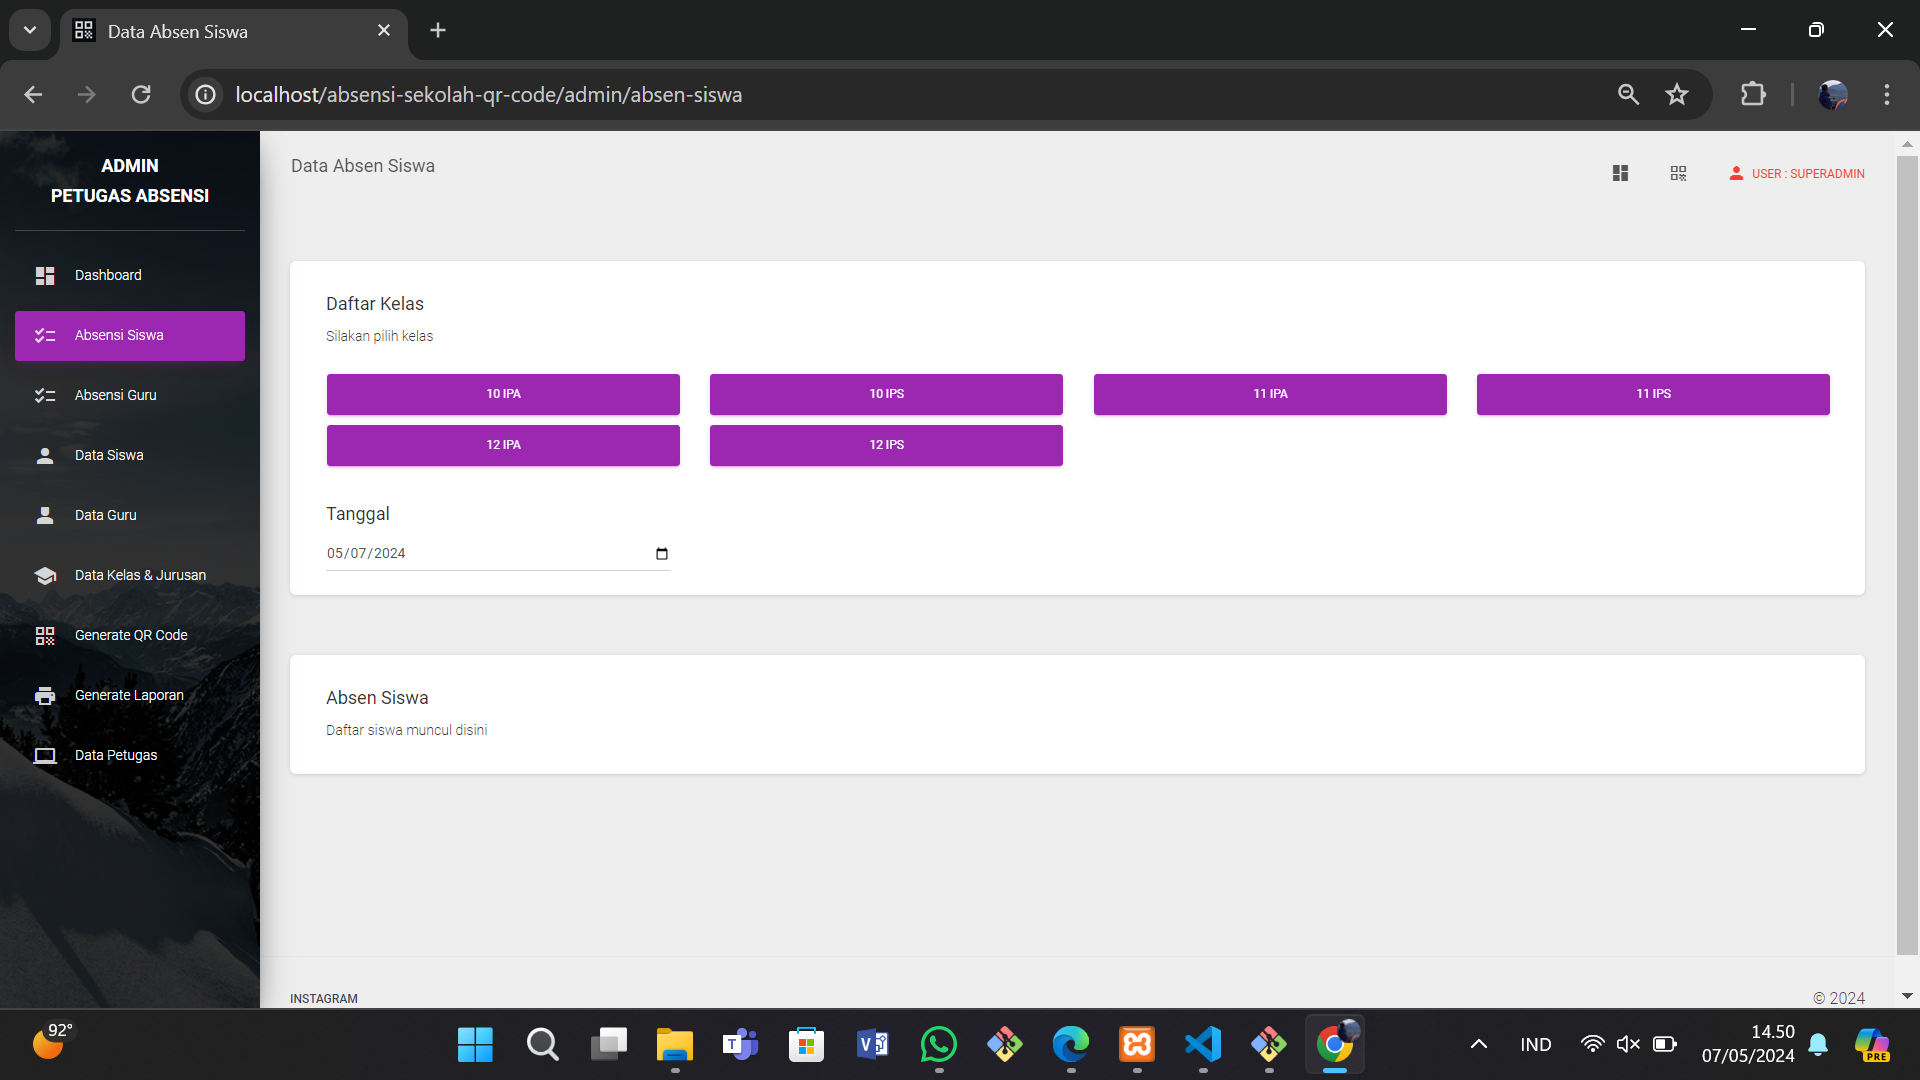 Data Absen Siswa
localhost/absensi-sekolah-qr-code/admin/absen-siswa
ADMIN
PETUGAS ABSENSI
Dashboard
Absensi Siswa
Absensi Guru
Data Siswa
Data Guru
Data Kelas & Jurusan
Generate QR Code
Generate Laporan
Data Petugas
Data Absen Siswa
USER : SUPERADMIN
Daftar Kelas
Silakan pilih kelas
10 IPA
10 IPS
11 IPA
11 IPS
12 IPA
12 IPS
Tanggal
05/07/2024
Absen Siswa
Daftar siswa muncul disini
INSTAGRAM
© 2024
92°
IND
14.50
07/05/2024
PRE